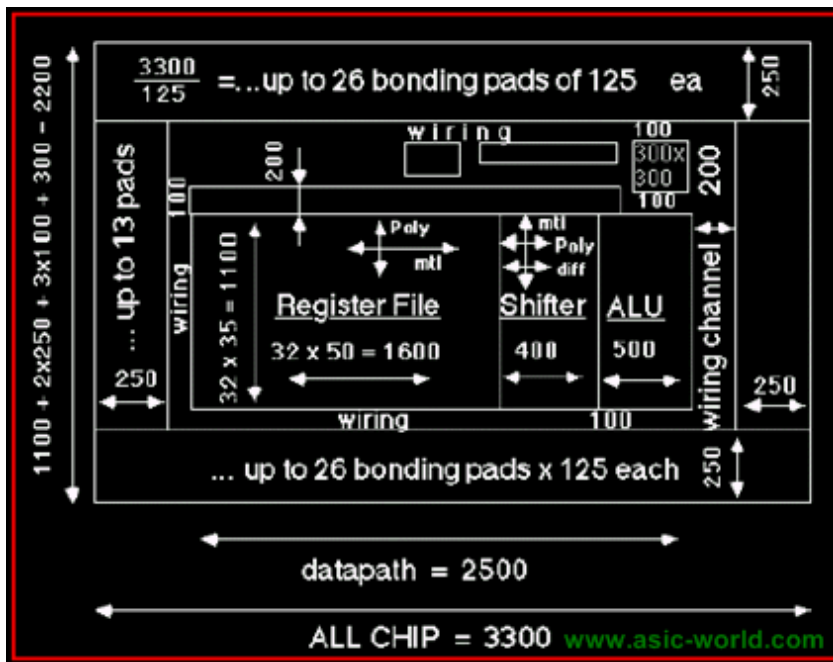 3300
125
=...up to 26 bonding pads of 125 ea
250
wiring
100
300x
300
100
200
200
100
... up to 13 pads
wiring
Poly
mtl
mtl
Poly
diff
wiring channel
32 x 35 = 1100
Register File
Shifter
ALU
32 x 50 = 1600
400
500
250
250
wiring
100
... up to 26 bonding pads x 125 each
250
1100 + 2x250 + 3x100 + 300 - 2200
datapath = 2500
ALL CHIP = 3300
www.asic-world.com